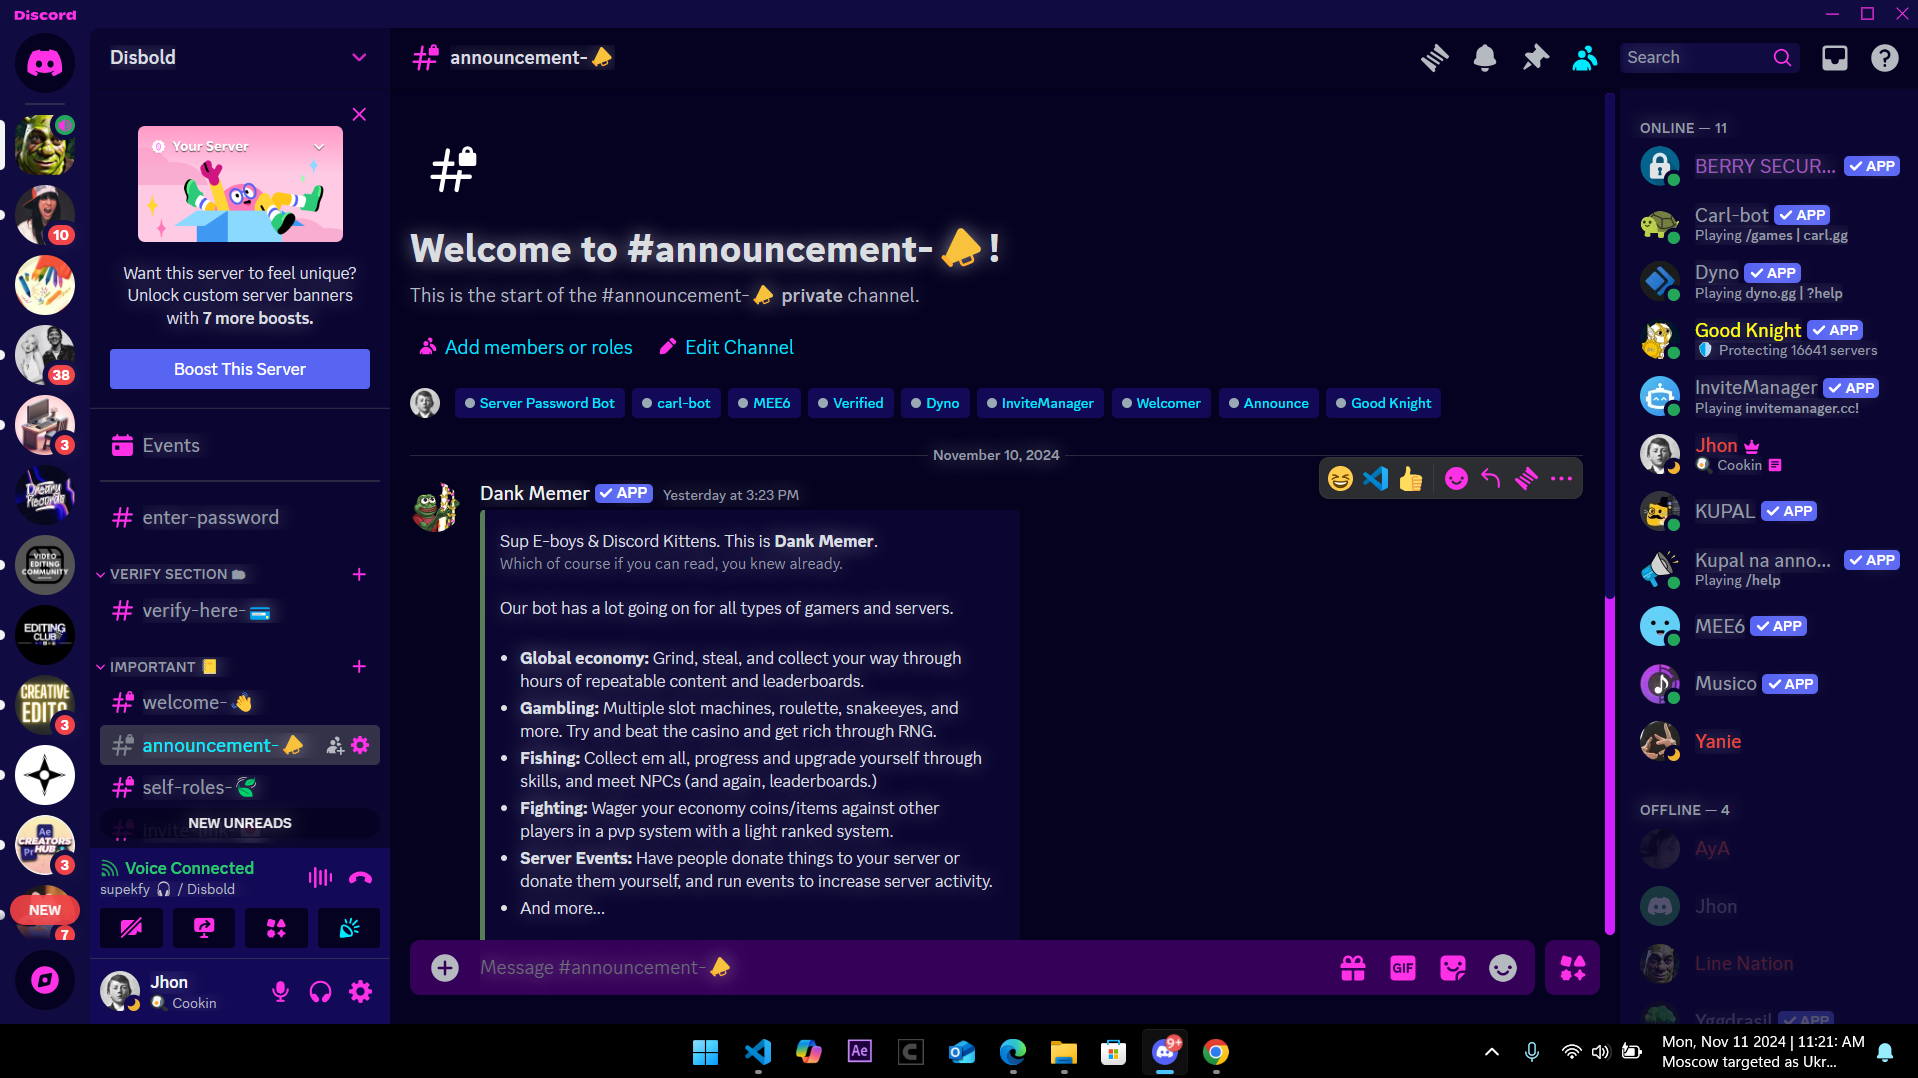 Discord
Disbold
Your Server
Want this server to feel unique?
Unlock custom server banners
with 7 more boosts.
Boost This Server
Events
enter-password
VERIFY SECTION
verify-here-
IMPORTANT
welcome-
announcement-
self-roles-
NEW UNREADS
Voice Connected
supekfy / Disbold
Jhon
Cookin
10
38
3
VIDEO
EDITING
COMMUNITY
EDITING
CLUB
CREATIVE
3
Ae
CREATORS
HUB
Pr
3
NEW
7
announcement-
Search
Welcome to #announcement- !
This is the start of the #announcement- private channel.
Add members or roles
Edit Channel
Server Password Bot
carl-bot
MEE6
Verified
Dyno
InviteManager
Welcomer
Announce
Good Knight
November 10, 2024
Dank Memer APP Yesterday at 3:23 PM
Sup E-boys & Discord Kittens. This is Dank Memer.
Which of course if you can read, you knew already.
Our bot has a lot going on for all types of gamers and servers.
• Global economy: Grind, steal, and collect your way through
hours of repeatable content and leaderboards.
• Gambling: Multiple slot machines, roulette, snakeeyes, and
more. Try and beat the casino and get rich through RNG.
• Fishing: Collect em all, progress and upgrade yourself through
skills, and meet NPCs (and again, leaderboards.)
• Fighting: Wager your economy coins/items against other
players in a pvp system with a light ranked system.
• Server Events: Have people donate things to your server or
donate them yourself, and run events to increase server activity.
• And more...
Message #announcement-
GIF
ONLINE — 11
BERRY SECUR... APP
Carl-bot APP
Playing /games | carl.gg
Dyno APP
Playing dyno.gg | ?help
Good Knight APP
Protecting 16641 servers
InviteManager APP
Playing invitemanager.cc!
Jhon
Cookin
KUPAL APP
Kupal na anno... APP
Playing /help
MEE6 APP
Musico APP
Yanie
OFFLINE — 4
AyA
Jhon
Line Nation
Yggdrasil APP
Ae
9+
Mon, Nov 11 2024 | 11:21: AM
Moscow targeted as Ukr...